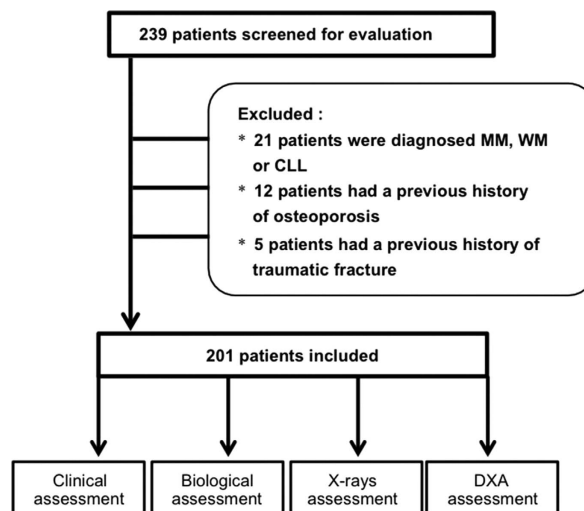 239 patients screened for evaluation
Excluded :
* 21 patients were diagnosed MM, WM
or CLL
* 12 patients had a previous history
of osteoporosis
* 5 patients had a previous history of
traumatic fracture
201 patients included
Clinical
assessment
Biological
assessment
X-rays
assessment
DXA
assessment